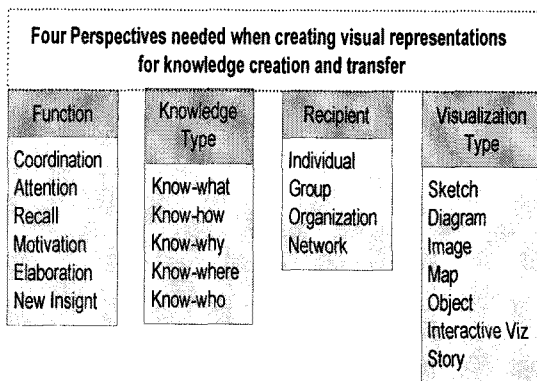 Four Perspectives needed when creating visual representations
for knowledge creation and transfer
Function
Coordination
Attention
Recall
Motivation
Elaboration
New Insignt
Knowledge
Type
Know-what
Know-how
Know-why
Know-where
Know-who
Recipient
Individual
Group
Organization
Network
Visualization
Type
Sketch
Diagram
Image
Map
Object
Interactive Viz
Story